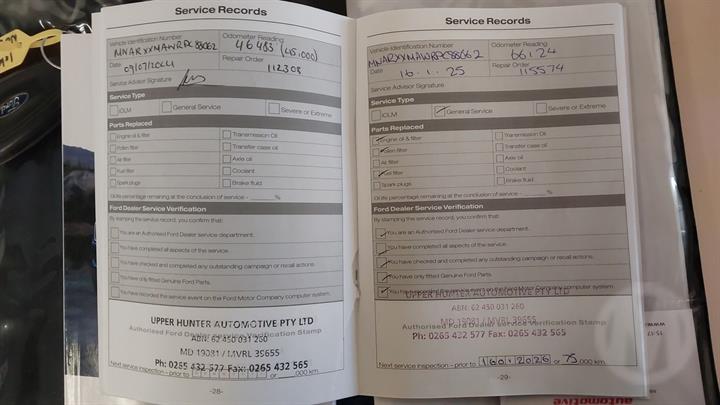 Service Records
Vehicle Identification Number
Odometer Reading
MNARXXMAWRPC88062
46483 (45,000)
Date
Repair Order
09/07/2024
112308
Service Advisor Signature
Service Type
IOLM
General Service
Severe or Extreme
Parts Replaced
Engine oil & filter
Transmission Oil
Pollen filter
Transfer case oil
Air filter
Axle oil
Fuel filter
Coolant
Spark plugs
Brake fluid
Oil life percentage remaining at the conclusion of service - %
Ford Dealer Service Verification
By stamping the service record, you confirm that:
You are an Authorised Ford Dealer service department.
You have completed all aspects of the service.
You have checked and completed any outstanding campaign or recall actions.
You have only fitted Genuine Ford Parts.
You have recorded the service event on the Ford Motor Company computer system.
UPPER HUNTER AUTOMOTIVE PTY LTD
Authorised Ford Dealer Service Verification Stamp
ABN: 62 450 031 260
MD 19081 / MVRL 39655
Ph: 0265 432 577 Fax: 0265 432 565
Next service inspection – prior to or ,000 km
-28-
Service Records
Vehicle Identification Number
Odometer Reading
MNARXXMAWRPC88062
66124
Date
Repair Order
16.1.25
115574
Service Advisor Signature
Service Type
IOLM
General Service
Severe or Extreme
Parts Replaced
Engine oil & filter
Transmission Oil
Pollen filter
Transfer case oil
Air filter
Axle oil
Fuel filter
Coolant
Spark plugs
Brake fluid
Oil life percentage remaining at the conclusion of service - %
Ford Dealer Service Verification
By stamping the service record, you confirm that:
You are an Authorised Ford Dealer service department.
You have completed all aspects of the service.
You have checked and completed any outstanding campaign or recall actions.
You have only fitted Genuine Ford Parts.
You have recorded the service event on the Ford Motor Company computer system.
UPPER HUNTER AUTOMOTIVE PTY LTD
ABN: 62 450 031 260
MD 19081 / MVRL 39655
Authorised Ford Dealer Service Verification Stamp
Ph: 0265 432 577 Fax: 0265 432 565
Next service inspection – prior to 16012026 or 75,000 km
-29-
automotive